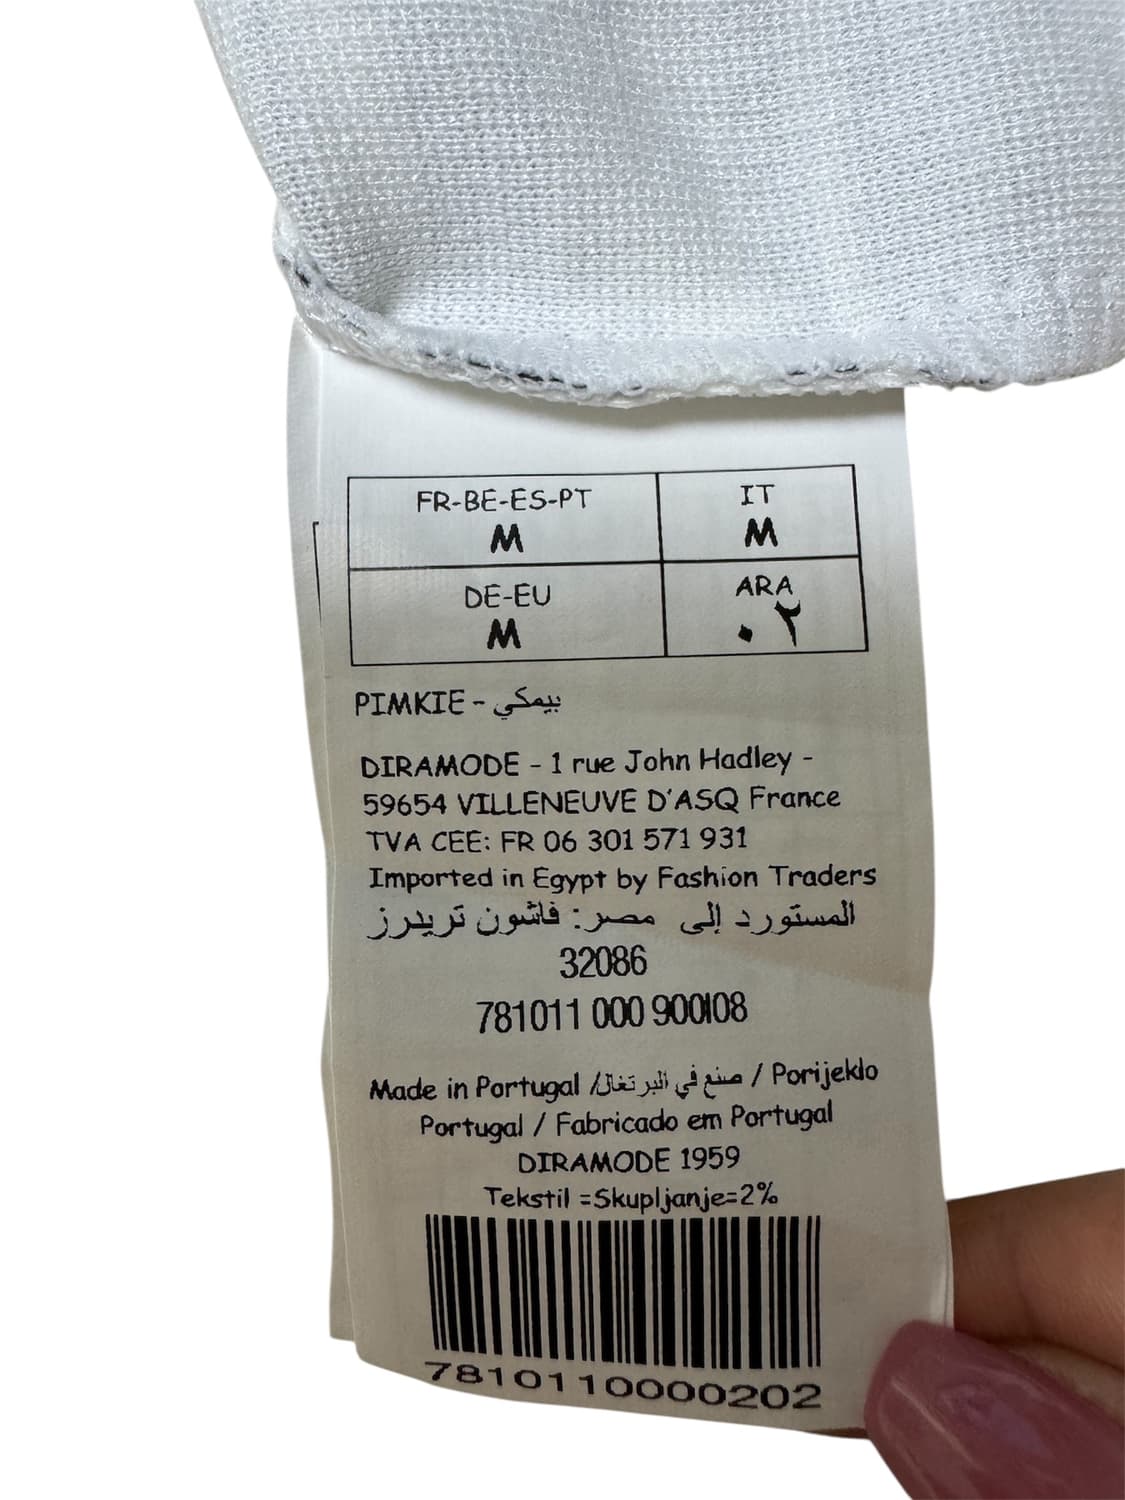 FR-BE-ES-PT
M
IT
M
DE-EU
M
ARA
٠٢
PIMKIE - بيمكي
DIRAMODE - 1 rue John Hadley -
59654 VILLENEUVE D'ASQ France
TVA CEE: FR 06 301 571 931
Imported in Egypt by Fashion Traders
المستورد إلى مصر: فاشون تريدرز
32086
781011 000 900108
Made in Portugal / صنع في البرتغال / Porijeklo
Portugal / Fabricado em Portugal
DIRAMODE 1959
Tekstil =Skupljanje=2%
7810110000202